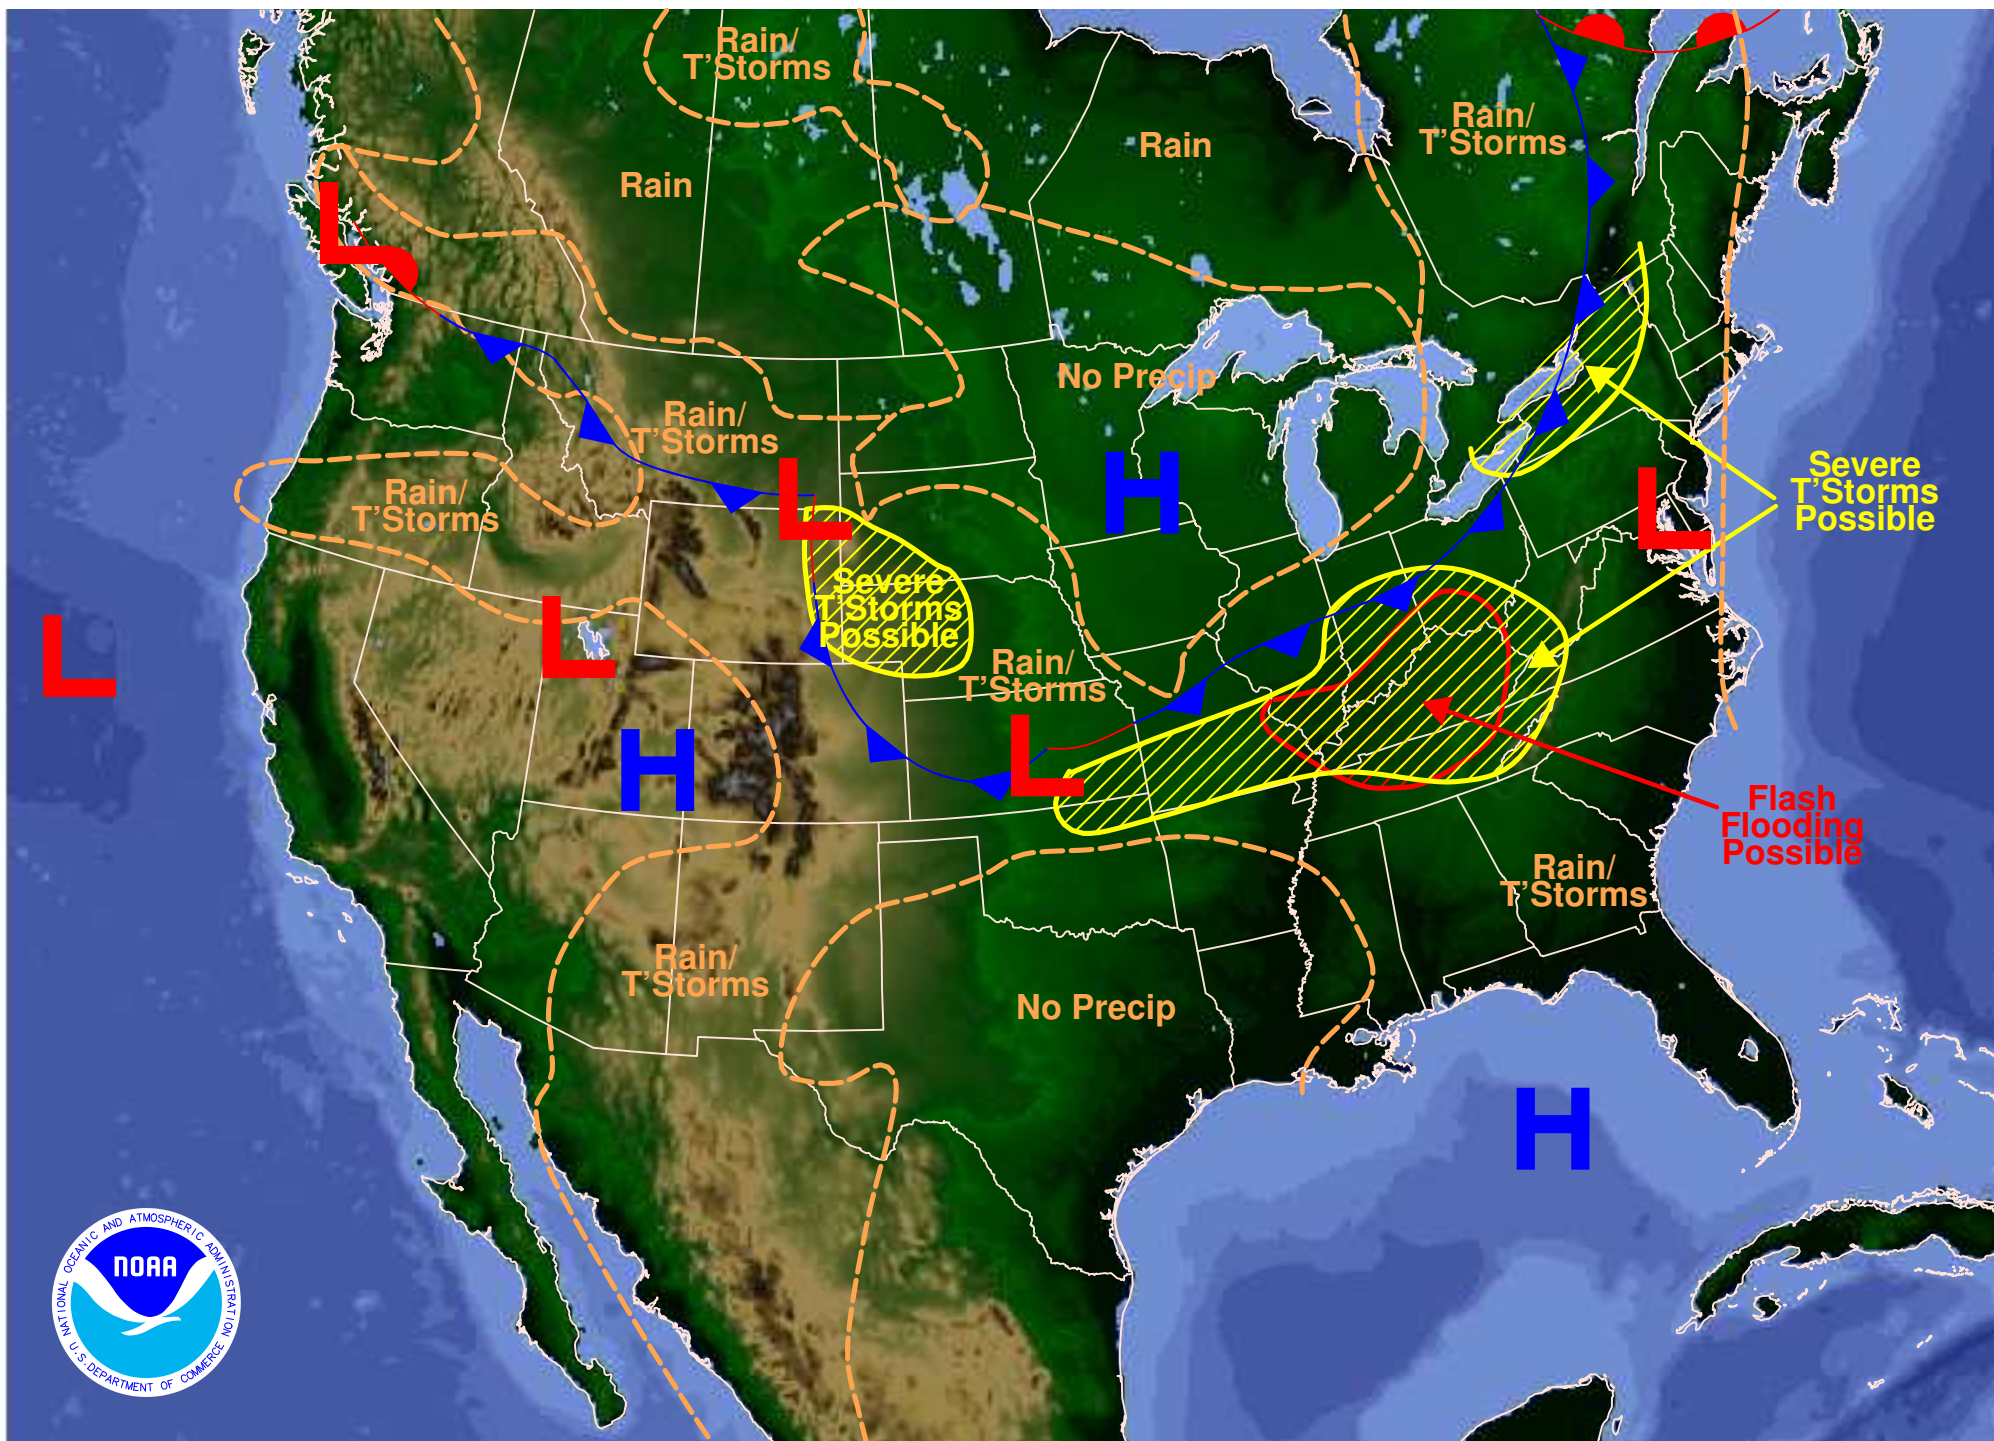 Rain/
T'Storms
Rain
Rain
Rain/
T'Storms
L
No Precip
Rain/
T'Storms
Rain/
T'Storms
L
H
Severe
T'Storms
Possible
L
Severe
T'Storms
Possible
L
L
Rain/
T'Storms
H
L
Flash
Flooding
Possible
Rain/
T'Storms
Rain/
T'Storms
No Precip
H
NATIONAL OCEANIC AND ATMOSPHERIC ADMINISTRATION
NOAA
U.S. DEPARTMENT OF COMMERCE